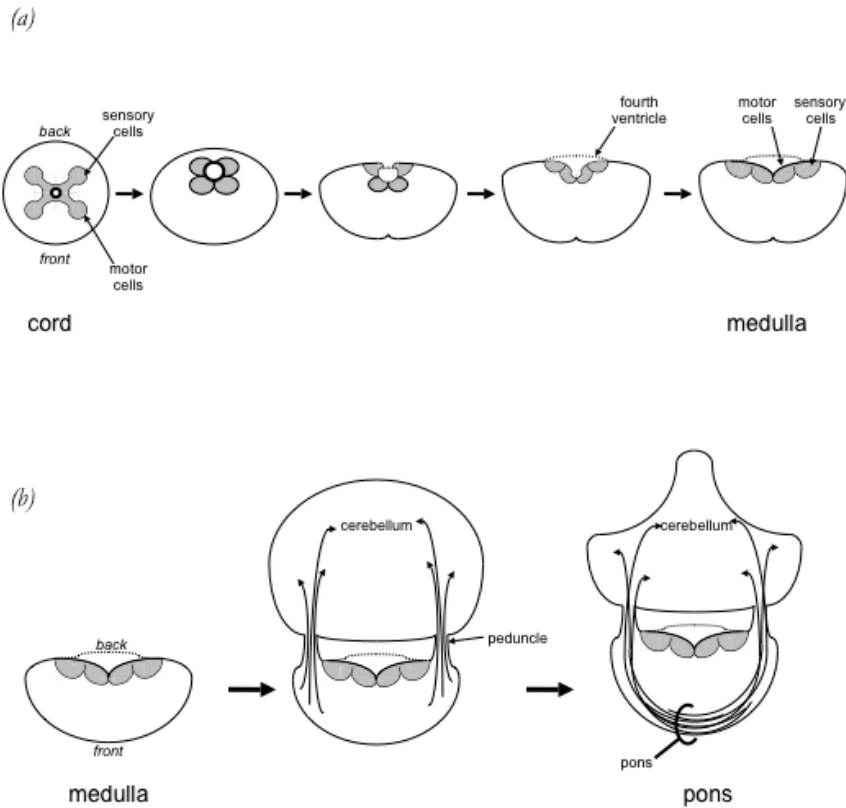 (a)
sensory
cells
back
front
motor
cells
cord
fourth
ventricle
motor
cells
sensory
cells
medulla
(b)
back
front
medulla
cerebellum
peduncle
cerebellum
pons
pons